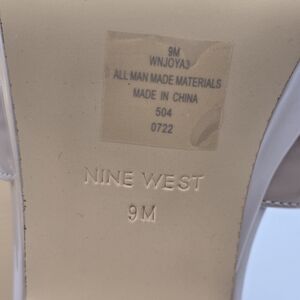 9M
WNJOYA3
ALL MAN MADE MATERIALS
MADE IN CHINA
504
0722
NINE WEST
9M